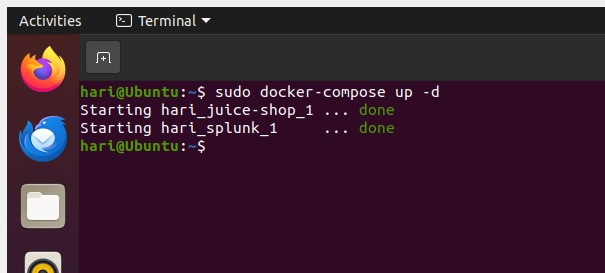 Activities
Terminal
hari@Ubuntu:~$ sudo docker-compose up -d
Starting hari_juice-shop_1 ... done
Starting hari_splunk_1     ... done
hari@Ubuntu:~$